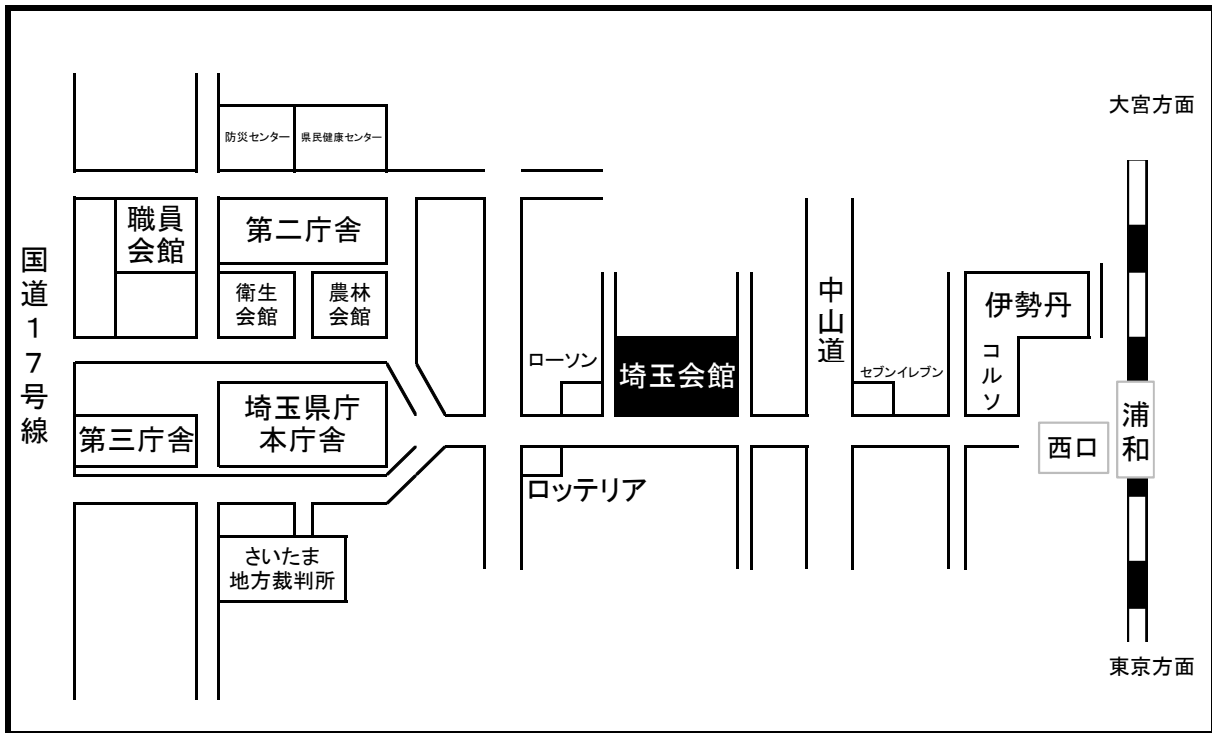 大宮方面
防災センター
県民健康センター
職員
会館
第二庁舎
衛生
会館
農林
会館
国道17号線
中山道
伊勢丹
コルソ
ローソン
埼玉会館
セブンイレブン
埼玉県庁
本庁舎
第三庁舎
浦和
西口
ロッテリア
さいたま
地方裁判所
東京方面